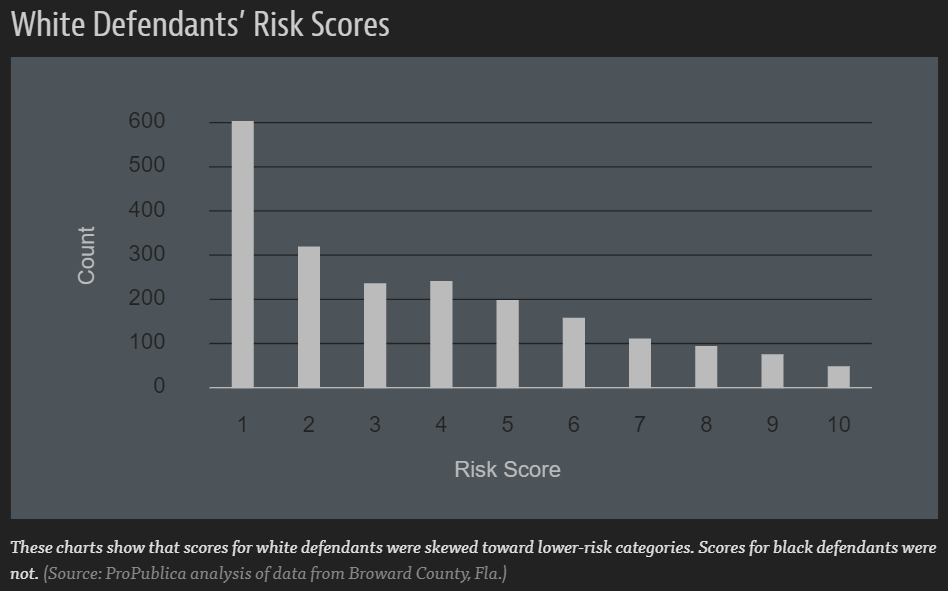 White Defendants’ Risk Scores
600
500
400
300
200
100
0
Count
1 2 3 4 5 6 7 8 9 10
Risk Score
These charts show that scores for white defendants were skewed toward lower-risk categories. Scores for black defendants were
not. (Source: ProPublica analysis of data from Broward County, Fla.)